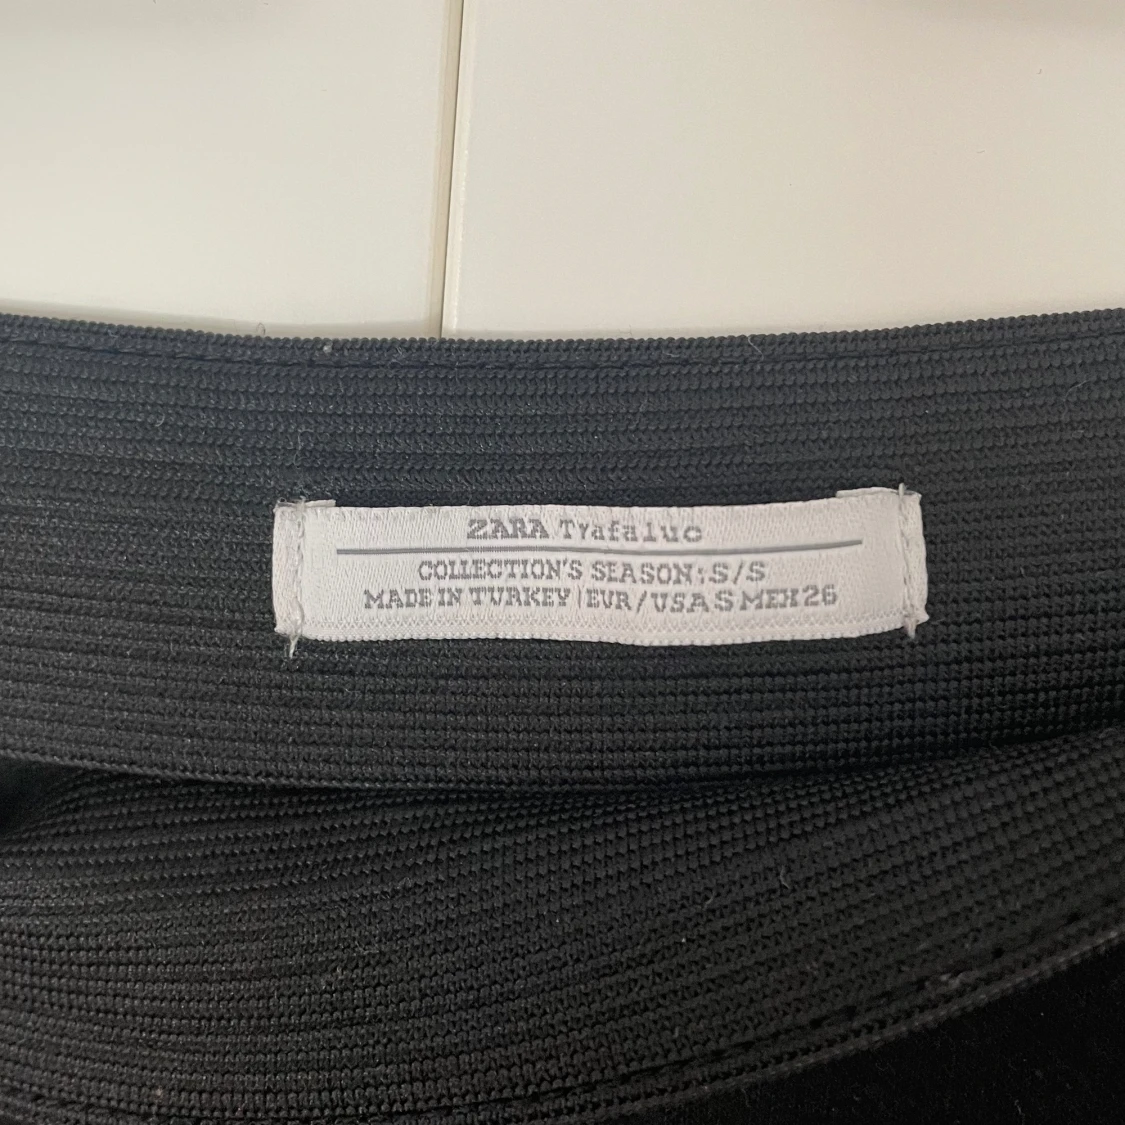 ZARA Trafaluc
COLLECTION'S SEASON: S/S
MADE IN TURKEY | EUR/USA S MEX 26